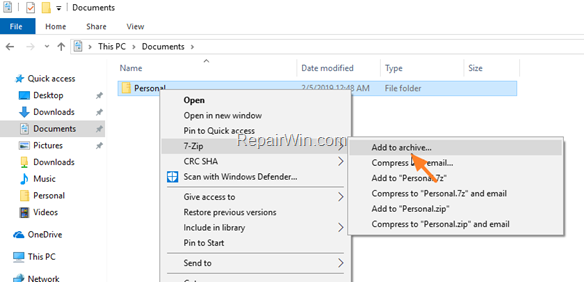 Documents
File
Home
Share
View
This PC > Documents >
Name
Date modified
Type
Size
Quick access
Desktop
Downloads
Documents
Pictures
Downloads
Music
Personal
Videos
OneDrive
This PC
Network
Personal 2/5/2019 12:48 AM File folder
Open
Open in new window
Pin to Quick access
7-Zip
CRC SHA
Scan with Windows Defender...
Give access to
Restore previous versions
Include in library
Pin to Start
Send to
RepairWin.com
Add to archive...
Compress and email...
Add to "Personal.7z"
Compress to "Personal.7z" and email
Add to "Personal.zip"
Compress to "Personal.zip" and email